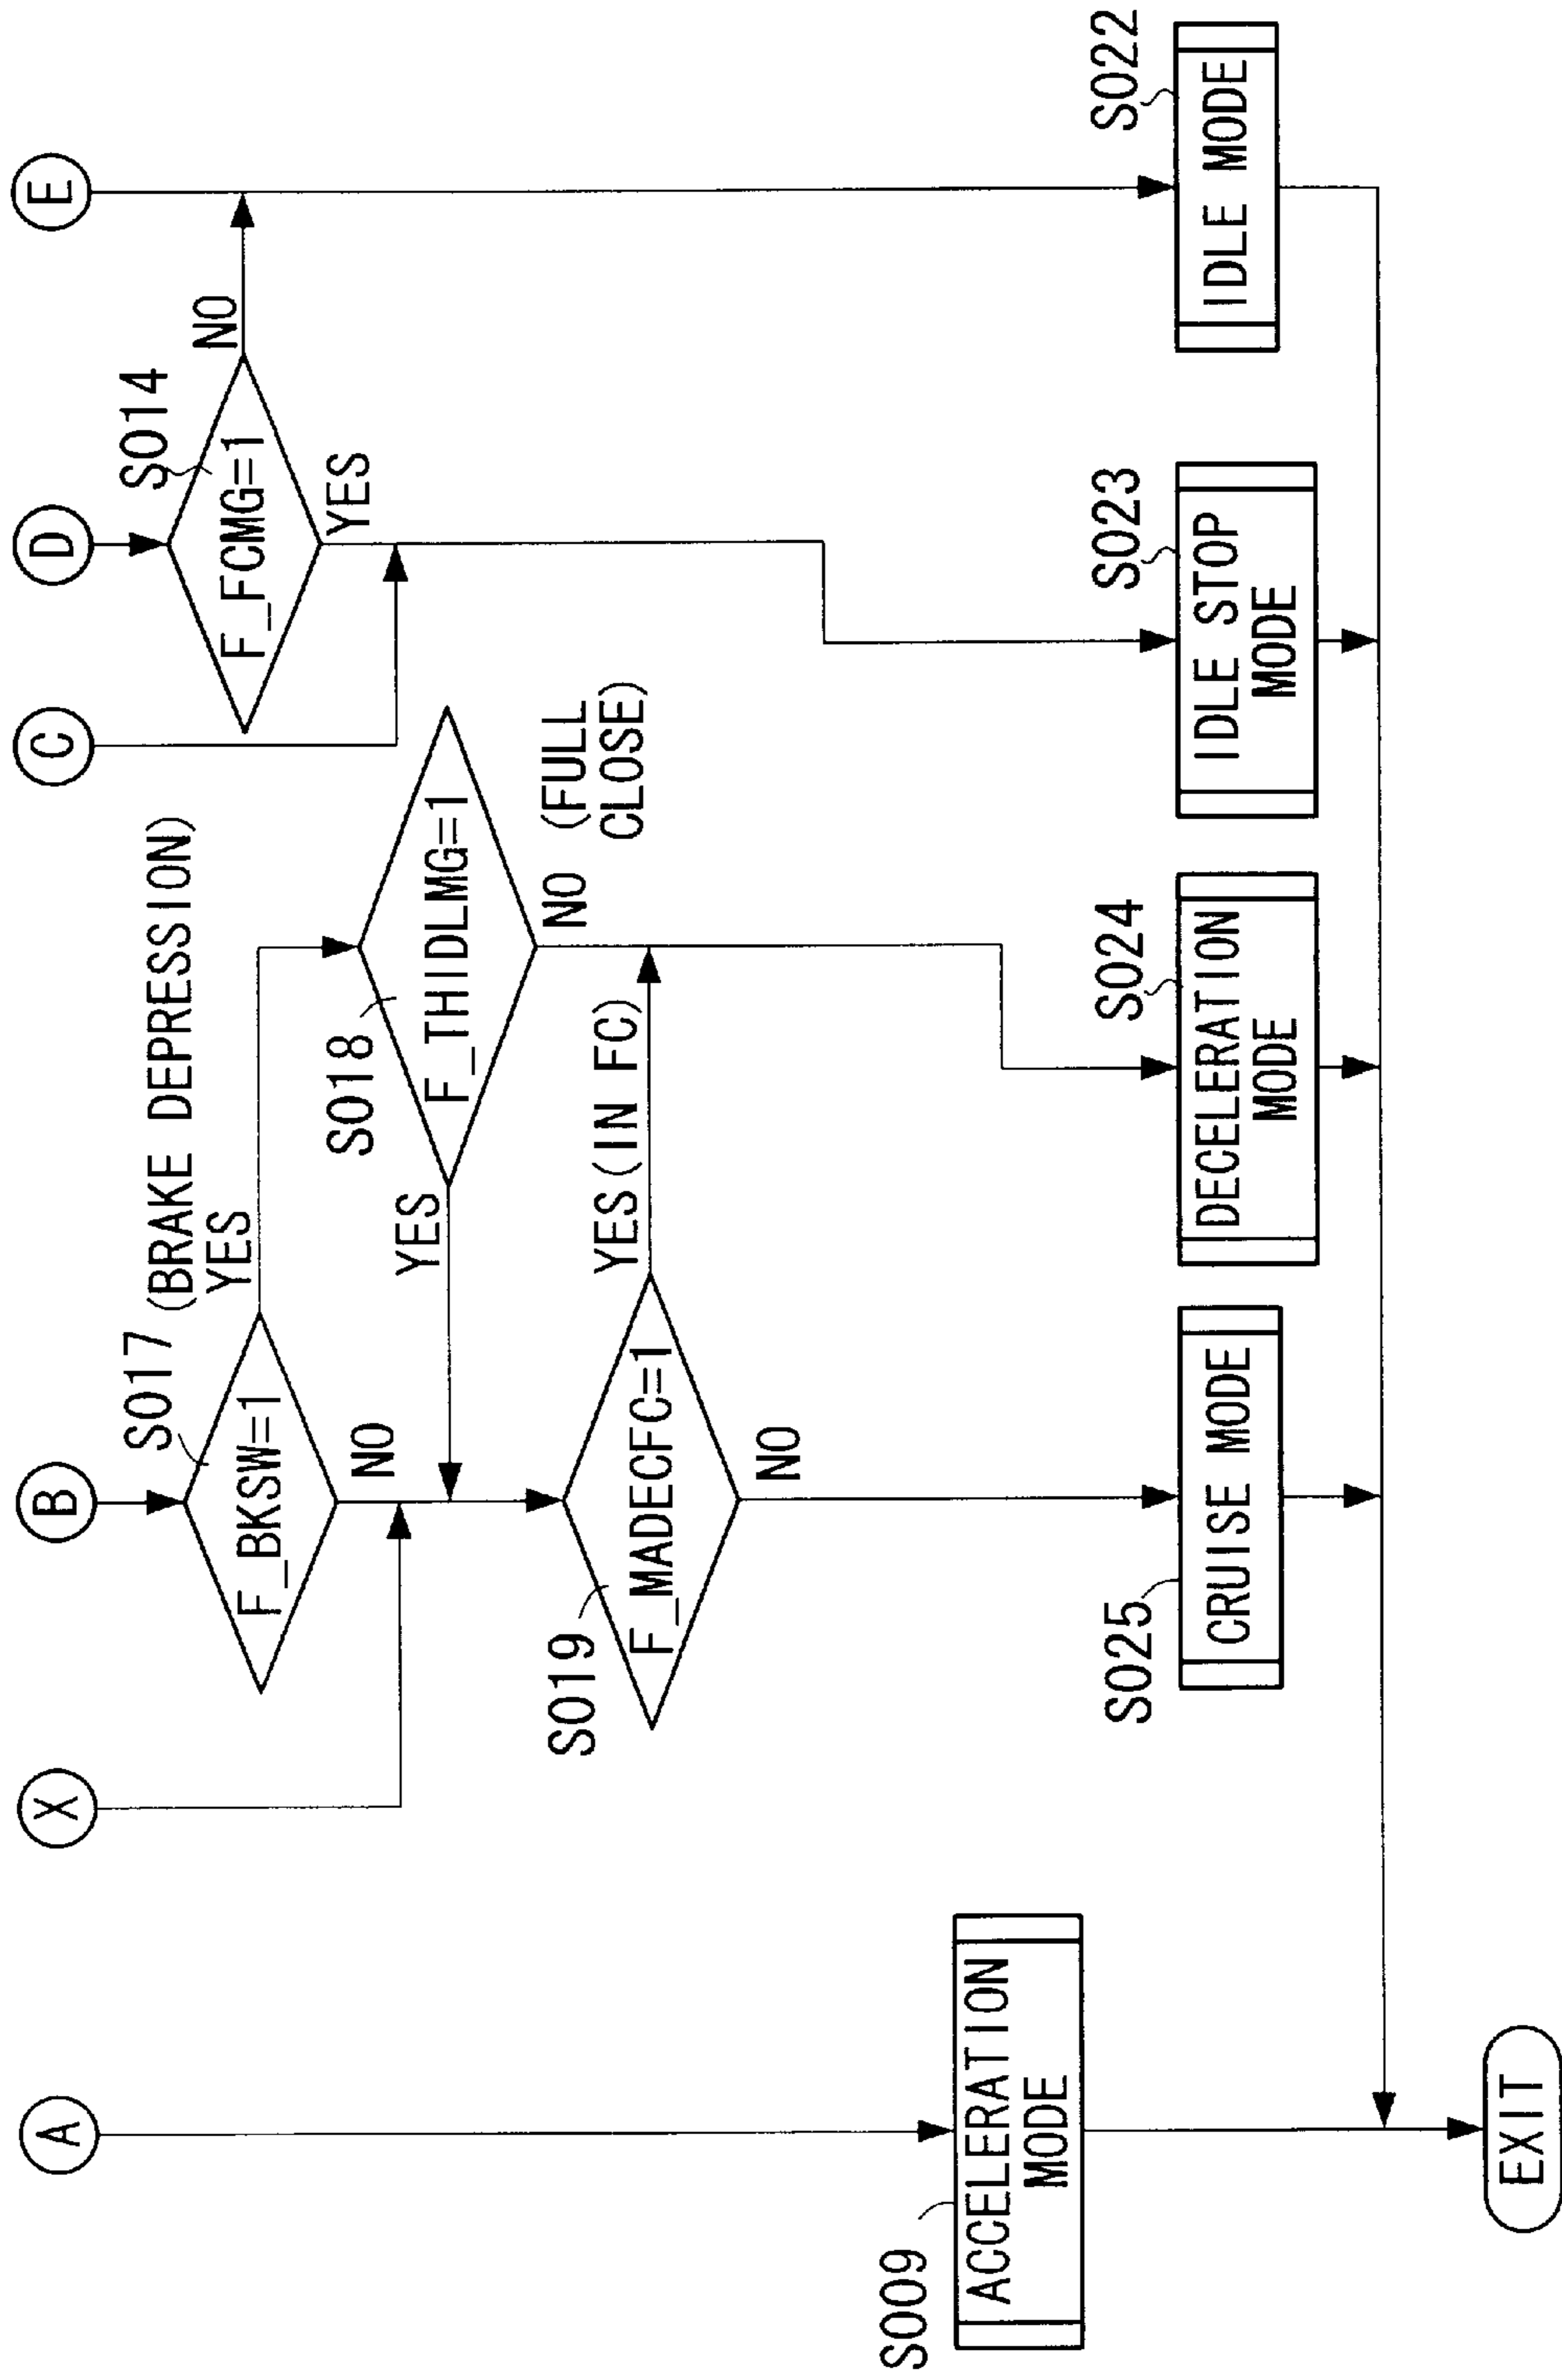 A
X
B
C
D
E
S017
(BRAKE DEPRESSION)
YES
F_BKSW=1
NO
S014
F_FCMG=1
NO
YES
S018
F_THIDLMG=1
YES
NO (FULL
CLOSE)
S019
F_MADECFC=1
YES(IN FC)
NO
S009
ACCELERATION
MODE
S025
CRUISE MODE
S024
DECELERATION
MODE
S023
IDLE STOP
MODE
S022
IDLE MODE
EXIT